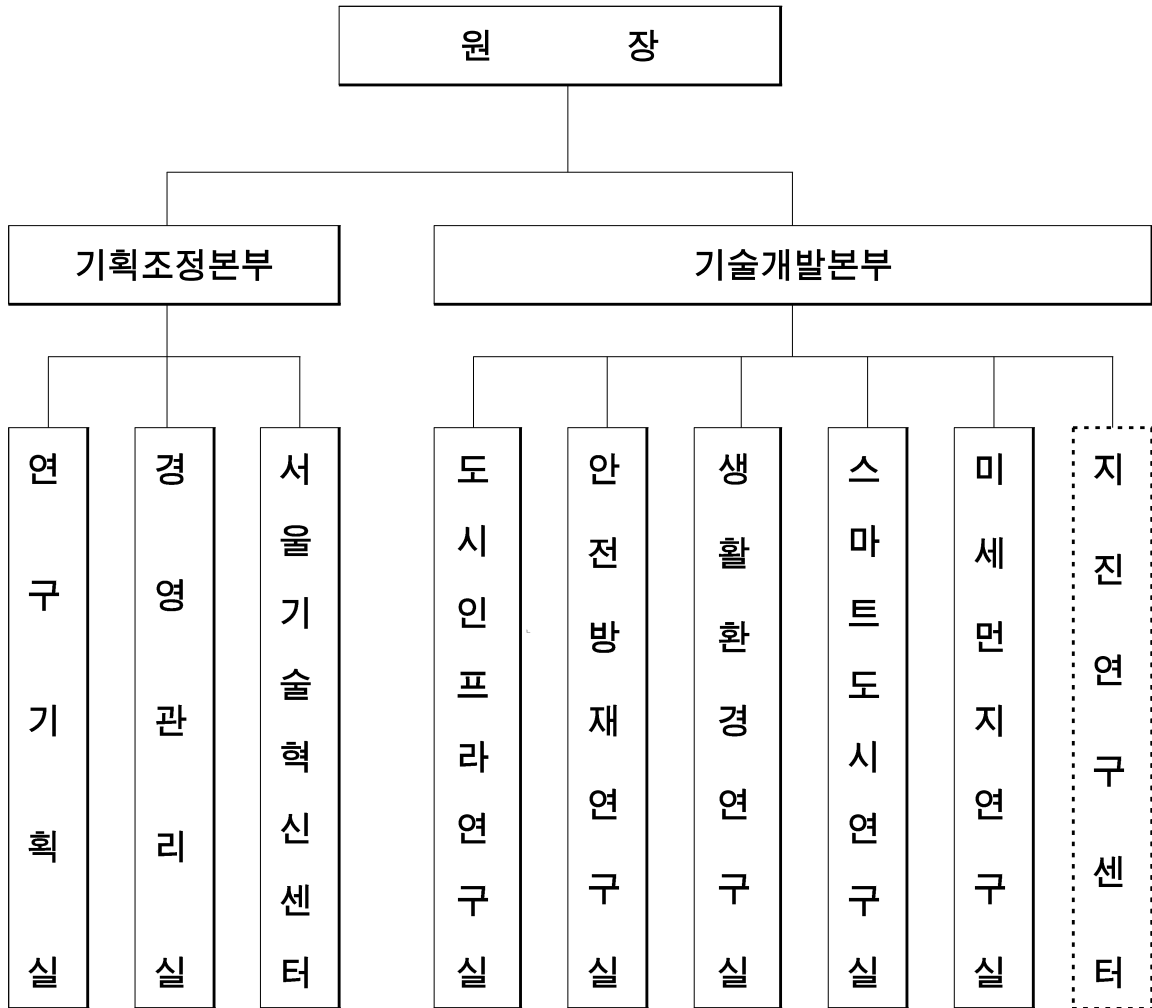 원 장
기획조정본부
기술개발본부
연구기획실
경영관리실
서울기술혁신센터
도시인프라연구실
안전방재연구실
생활환경연구실
스마트도시연구실
미세먼지연구실
지진연구센터